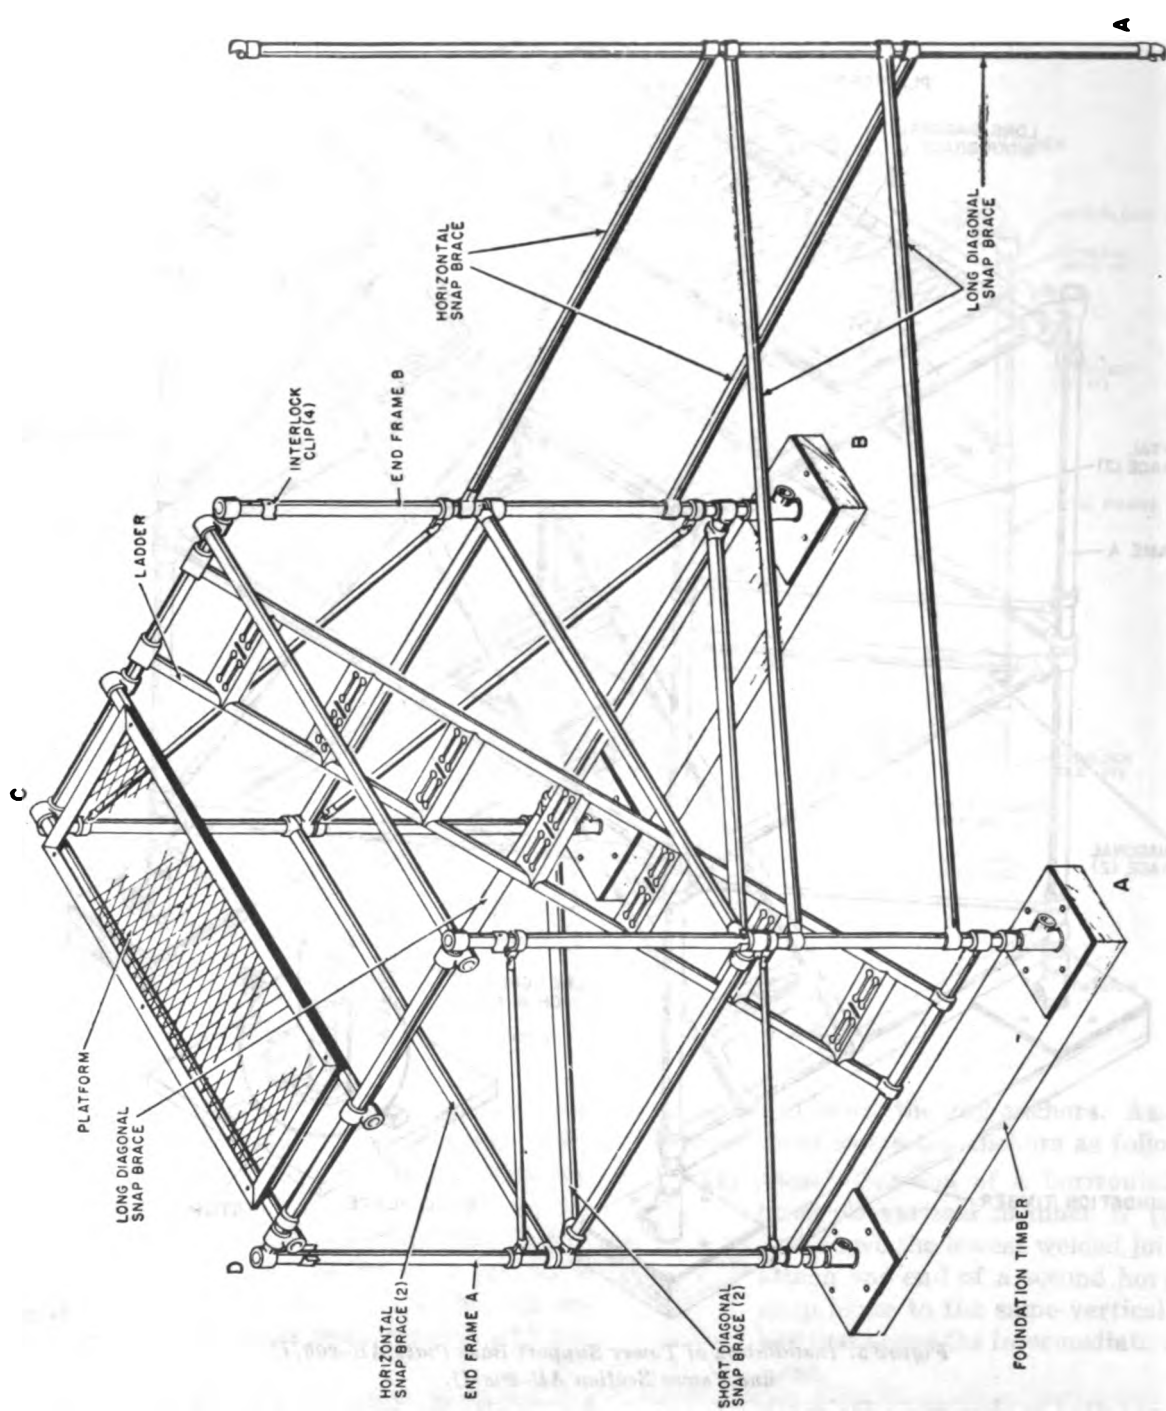 A
HORIZONTAL
SNAP BRACE
LONG DIAGONAL
SNAP BRACE
INTERLOCK
CLIP(4)
END FRAME B
LADDER
B
C
PLATFORM
LONG DIAGONAL
SNAP BRACE
A
D
HORIZONTAL
SNAP BRACE (2)
END FRAME A
SHORT DIAGONAL
SNAP BRACE (2)
FOUNDATION TIMBER